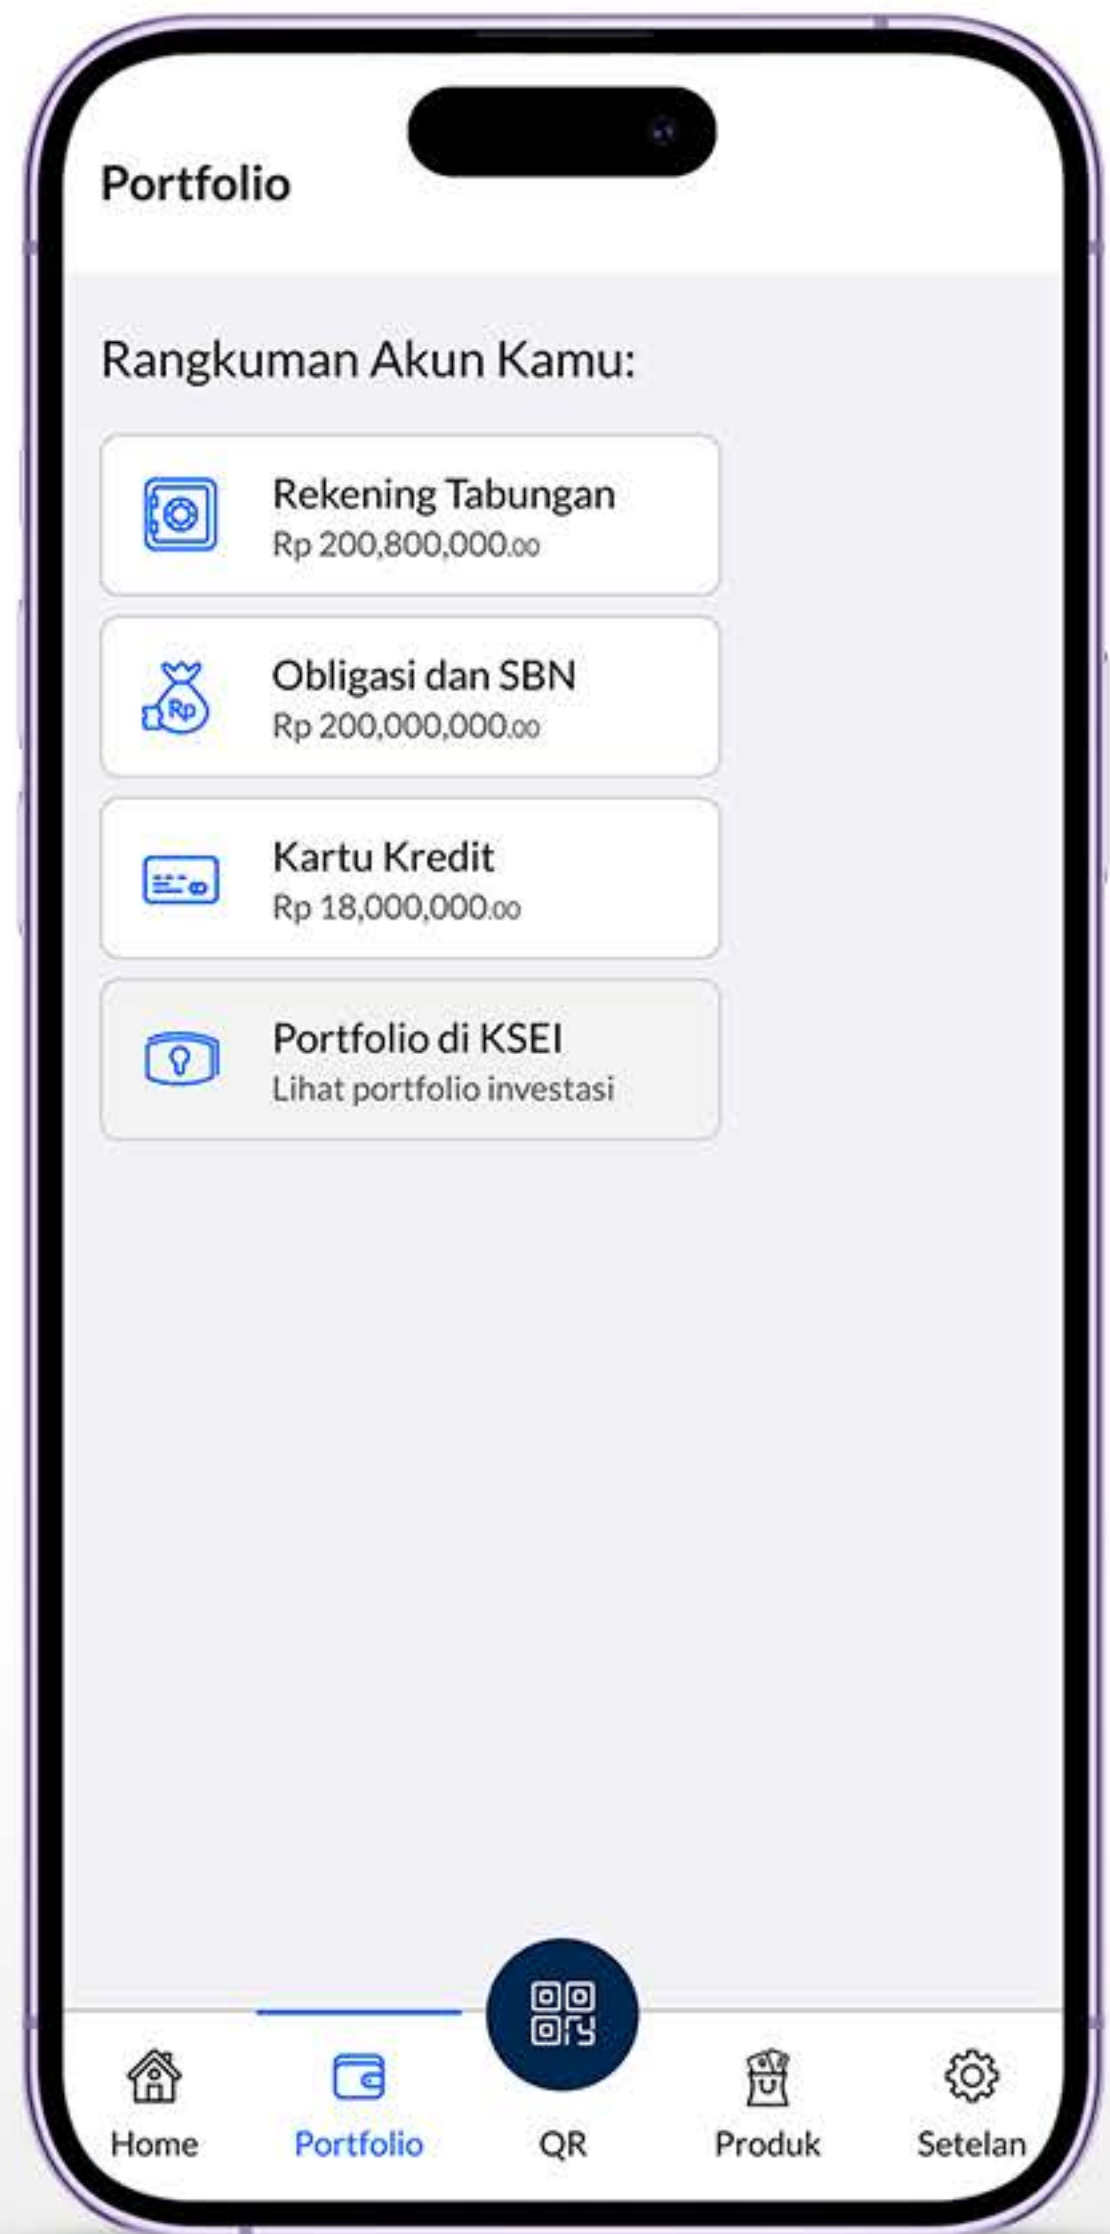 Portfolio
Rangkuman Akun Kamu:
Rekening Tabungan
Rp 200,800,000.00
Obligasi dan SBN
Rp
Rp 200,000,000.00
Kartu Kredit
Rp 18,000,000.00
Portfolio di KSEI
Lihat portfolio investasi
Home
Portfolio
QR
Produk
Setelan